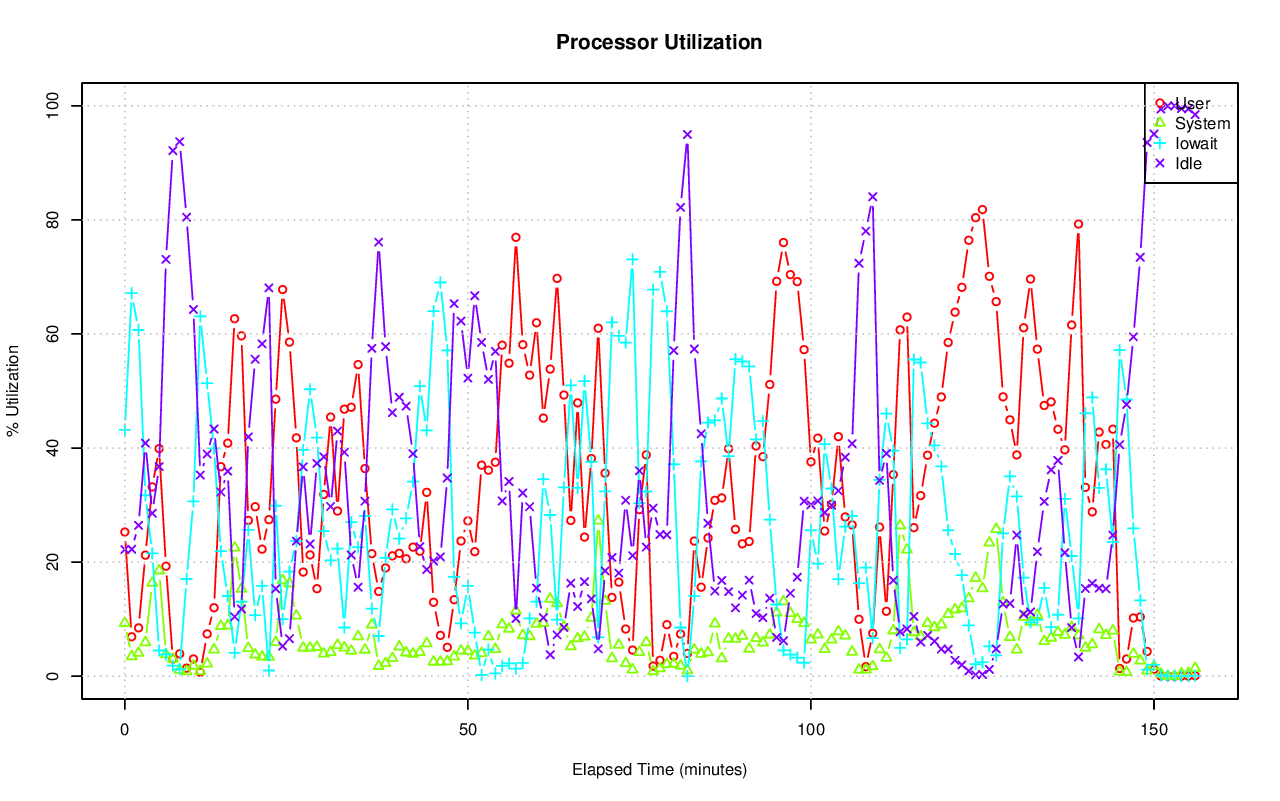 Processor Utilization
% Utilization
100
80
60
40
20
0
User
System
Iowait
Idle
0
50
100
150
Elapsed Time (minutes)